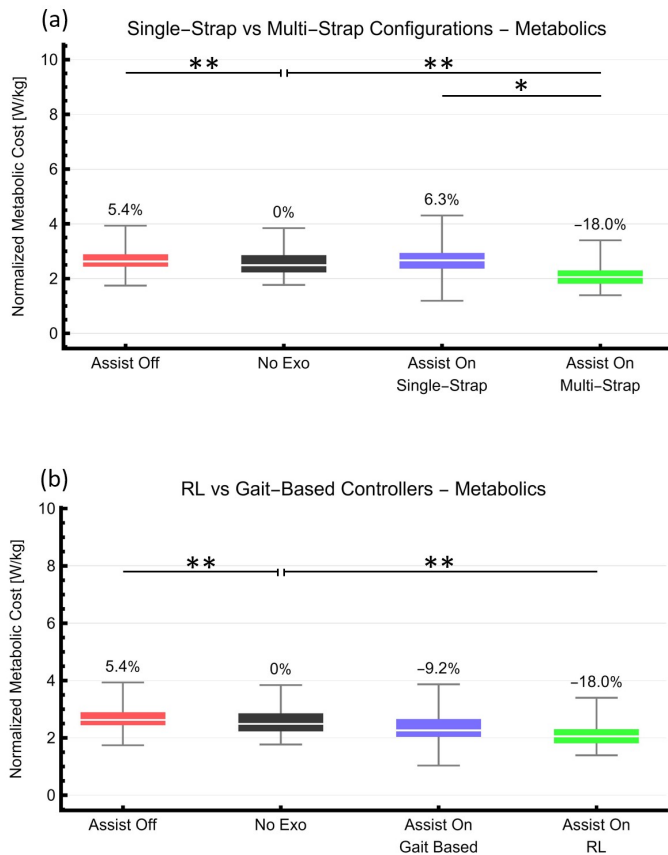 (a)
Single–Strap vs Multi–Strap Configurations – Metabolics
Normalized Metabolic Cost [W/kg]
10
8
6
4
2
0
**
**
*
5.4%
0%
6.3%
–18.0%
Assist Off
No Exo
Assist On
Single–Strap
Assist On
Multi–Strap
(b)
RL vs Gait–Based Controllers – Metabolics
Normalized Metabolic Cost [W/kg]
10
8
6
4
2
0
**
**
5.4%
0%
–9.2%
–18.0%
Assist Off
No Exo
Assist On
Gait Based
Assist On
RL